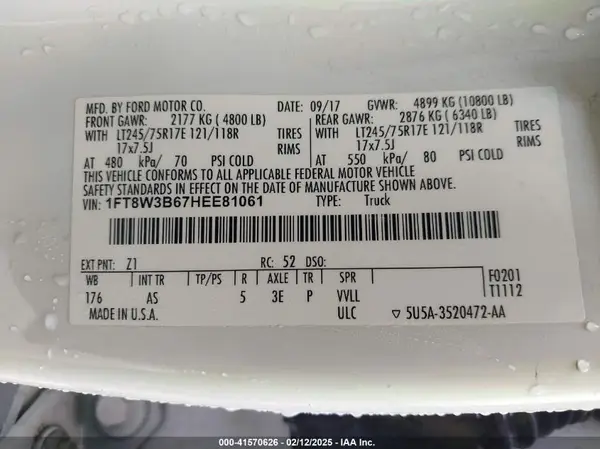 MFD. BY FORD MOTOR CO. DATE: 09/17 GVWR: 4899 KG (10800 LB)
FRONT GAWR: 2177 KG ( 4800 LB) REAR GAWR: 2876 KG ( 6340 LB)
WITH LT245/75R17E 121/118R TIRES WITH LT245/75R17E 121/118R TIRES
17x7.5J RIMS 17x7.5J RIMS
AT 480 kPa/ 70 PSI COLD AT 550 kPa/ 80 PSI COLD
THIS VEHICLE CONFORMS TO ALL APPLICABLE FEDERAL MOTOR VEHICLE
SAFETY STANDARDS IN EFFECT ON THE DATE OF MANUFACTURE SHOWN ABOVE.
VIN: 1FT8W3B67HEE81061 TYPE: Truck
EXT PNT: Z1 RC: 52 DSO:
WB INT TR TP/PS R AXLE TR SPR F0201
176 AS 5 3E P VVLL T1112
MADE IN U.S.A. ULC ▽ 5U5A-3520472-AA
00000 -41570626 - 02/12/2025 - IAA Inc.